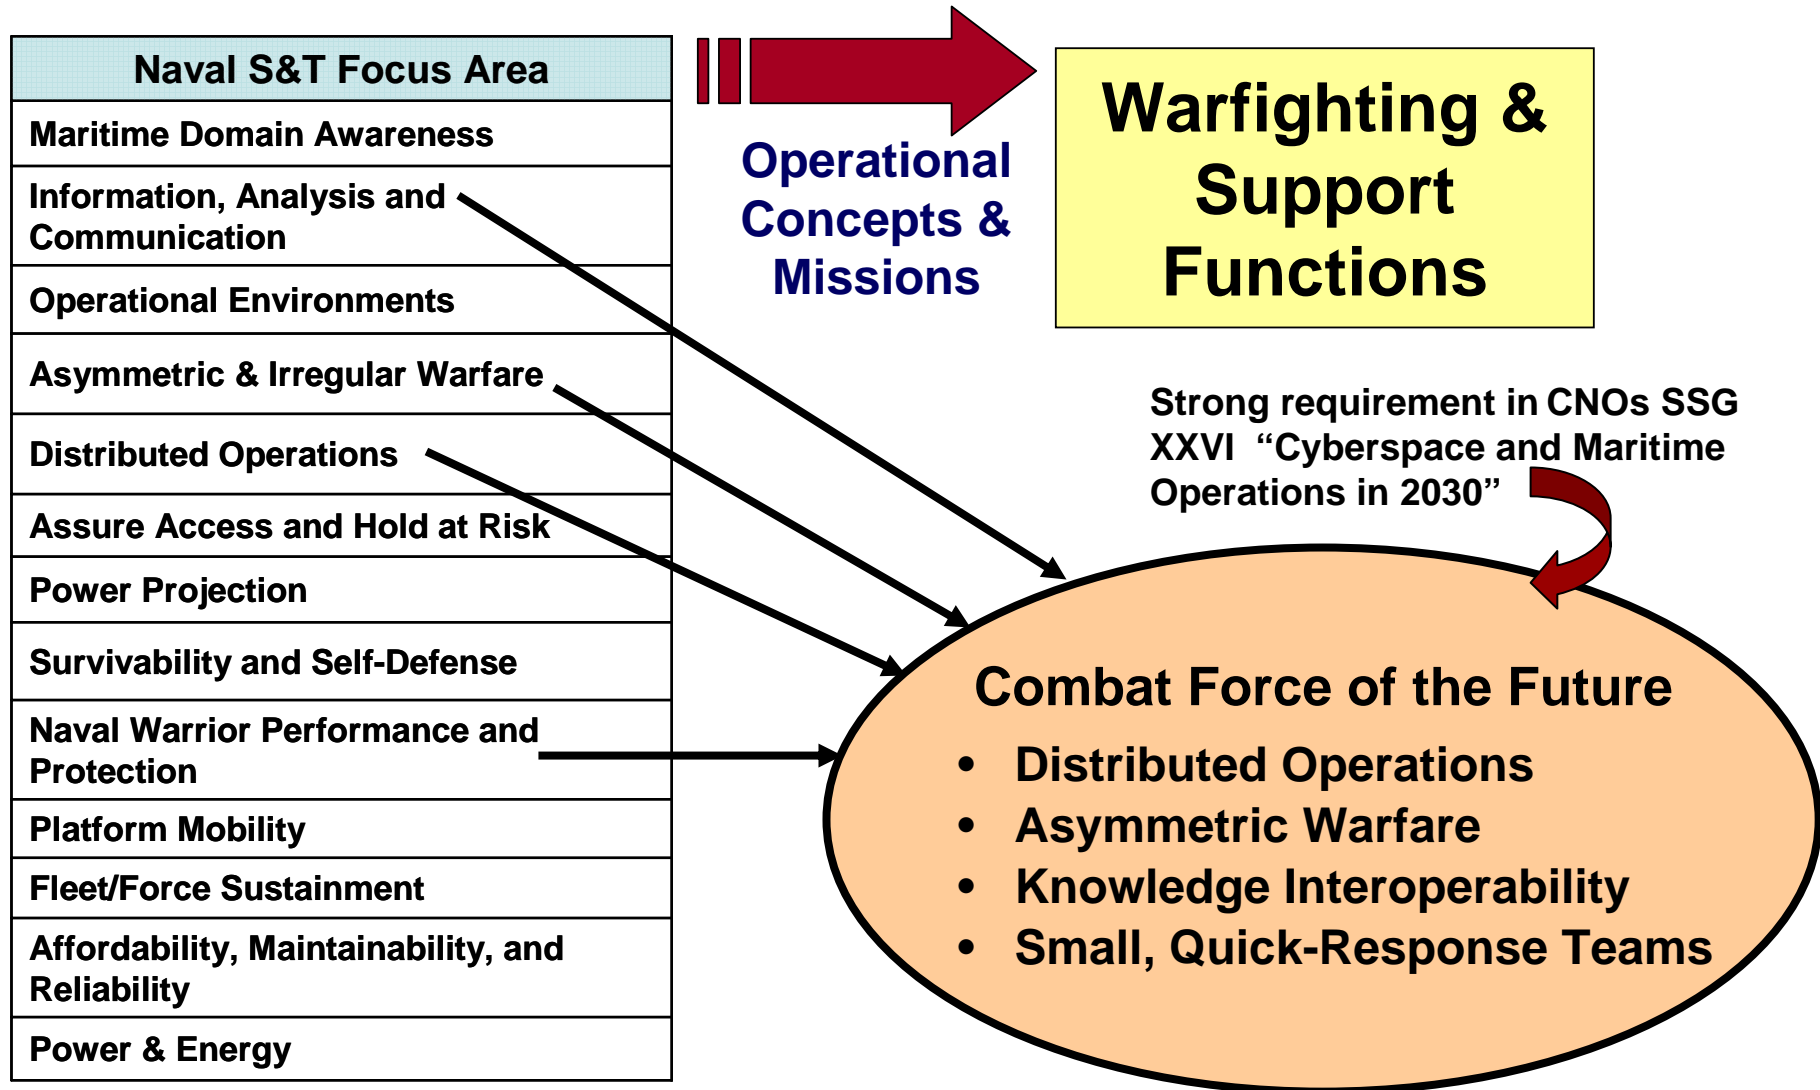 Naval S&T Focus Area
Maritime Domain Awareness
Information, Analysis and
Communication
Operational Environments
Asymmetric & Irregular Warfare
Distributed Operations
Assure Access and Hold at Risk
Power Projection
Survivability and Self-Defense
Naval Warrior Performance and
Protection
Platform Mobility
Fleet/Force Sustainment
Affordability, Maintainability, and
Reliability
Power & Energy
Operational
Concepts &
Missions
Warfighting &
Support
Functions
Strong requirement in CNOs SSG
XXVI “Cyberspace and Maritime
Operations in 2030”
Combat Force of the Future
• Distributed Operations
• Asymmetric Warfare
• Knowledge Interoperability
• Small, Quick-Response Teams